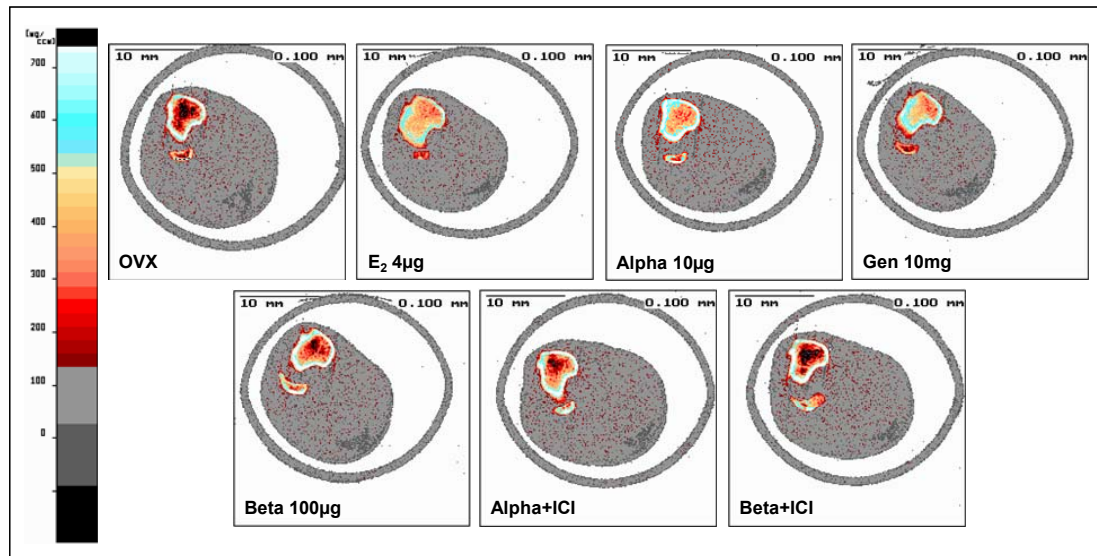 [mg/
ccm]
700
600
500
400
300
200
100
0
10 mm 0.100 mm
OVX
10 mm 0.100 mm
E₂ 4µg
10 mm 0.100 mm
Alpha 10µg
10 mm 0.100 mm
Gen 10mg
10 mm 0.100 mm
Beta 100µg
10 mm 0.100 mm
Alpha+ICI
10 mm 0.100 mm
Beta+ICI